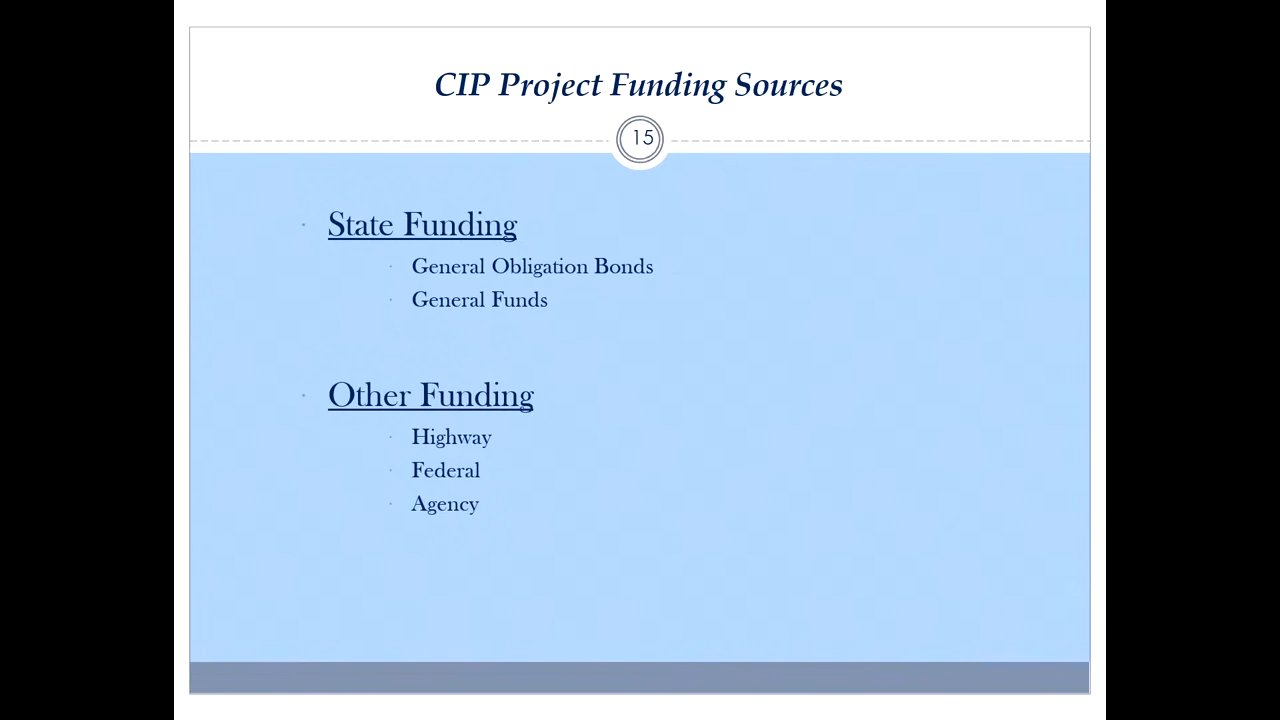 CIP Project Funding Sources
15
State Funding
General Obligation Bonds
General Funds
Other Funding
Highway
Federal
Agency